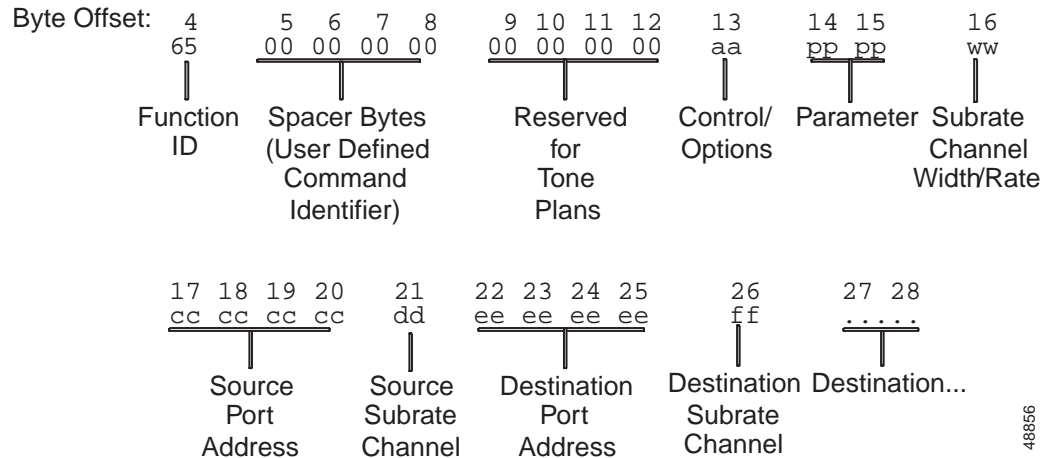 Byte Offset: 4 5 6 7 8 9 10 11 12 13 14 15 16
65 00 00 00 00 00 00 00 00 aa pp pp ww
Function Spacer Bytes Reserved Control/ Parameter Subrate
ID (User Defined for Options Channel
Command Tone Width/Rate
Identifier) Plans
17 18 19 20 21 22 23 24 25 26 27 28
cc cc cc cc dd ee ee ee ee ff .....
Source Source Destination Destination Destination...
Port Subrate Port Subrate
Address Channel Address Channel
48856